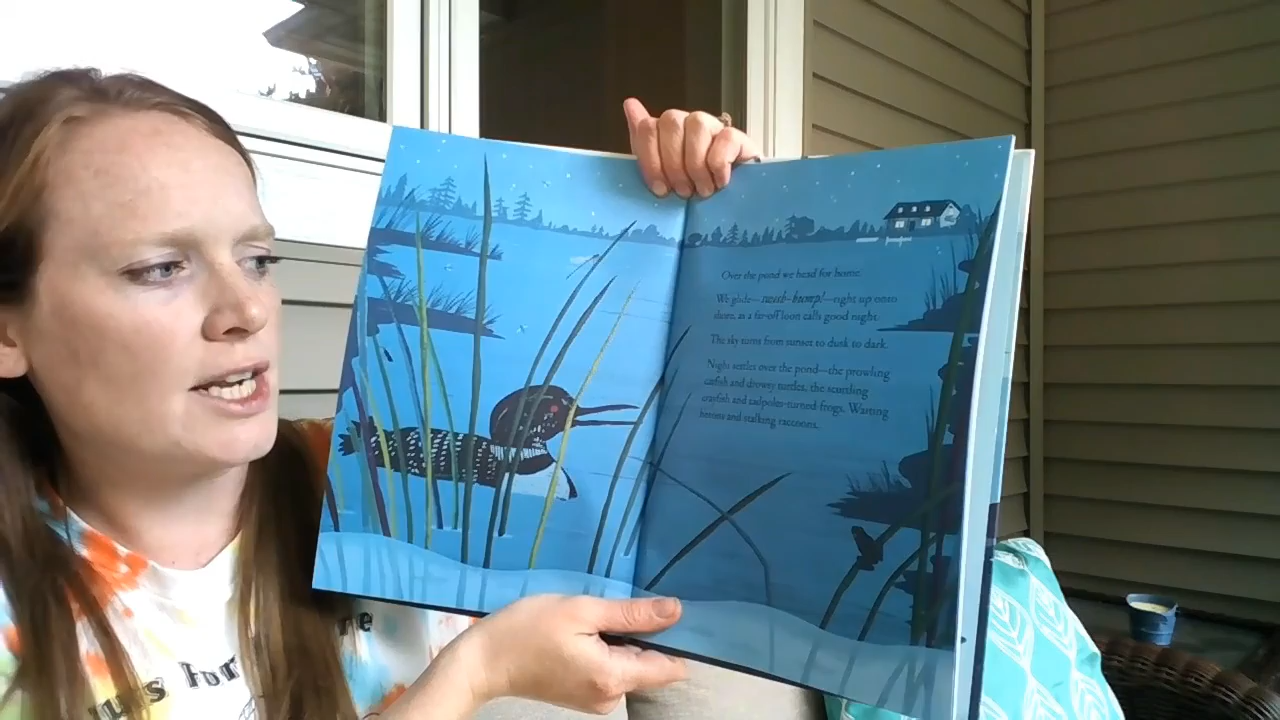 Over the pond we head for home.
We glide—swish-bump!—right up onto
shore, as a far-off loon calls good night.
The sky turns from sunset to dusk to dark.
Night settles over the pond—the prowling
catfish and drowsy turtles, the scuttling
crayfish and tadpoles-turned-frogs. Wasting
herons and stalking raccoons.
For